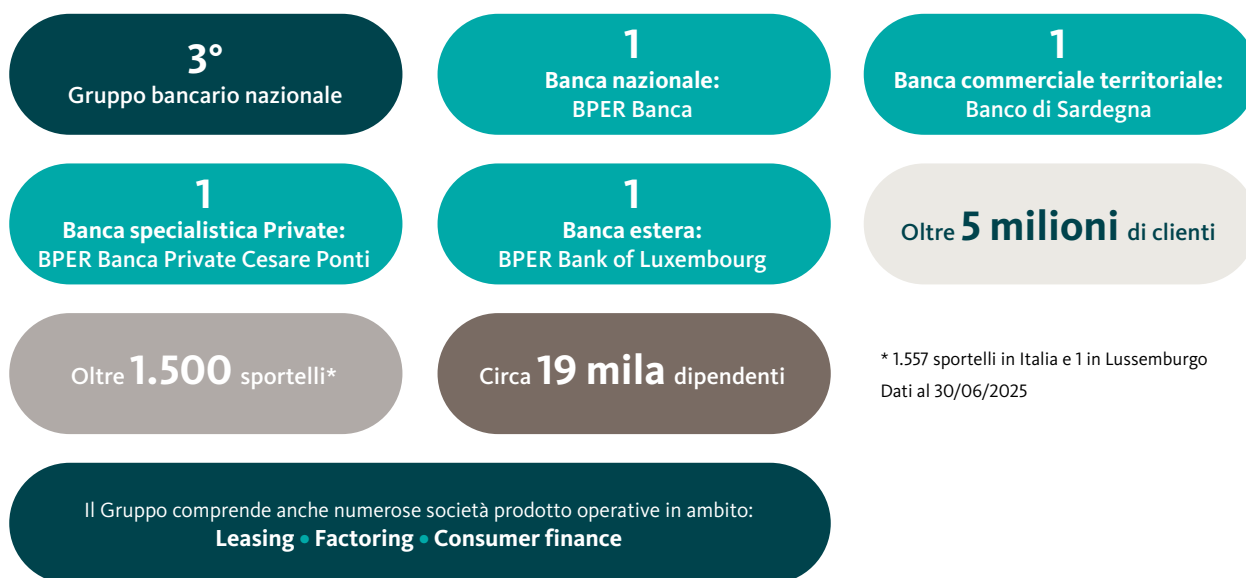 3°
Gruppo bancario nazionale
1
Banca nazionale:
BPER Banca
1
Banca commerciale territoriale:
Banco di Sardegna
1
Banca specialistica Private:
BPER Banca Private Cesare Ponti
1
Banca estera:
BPER Bank of Luxembourg
Oltre 5 milioni di clienti
Oltre 1.500 sportelli*
Circa 19 mila dipendenti
* 1.557 sportelli in Italia e 1 in Lussemburgo
Dati al 30/06/2025
Il Gruppo comprende anche numerose società prodotto operative in ambito:
Leasing • Factoring • Consumer finance